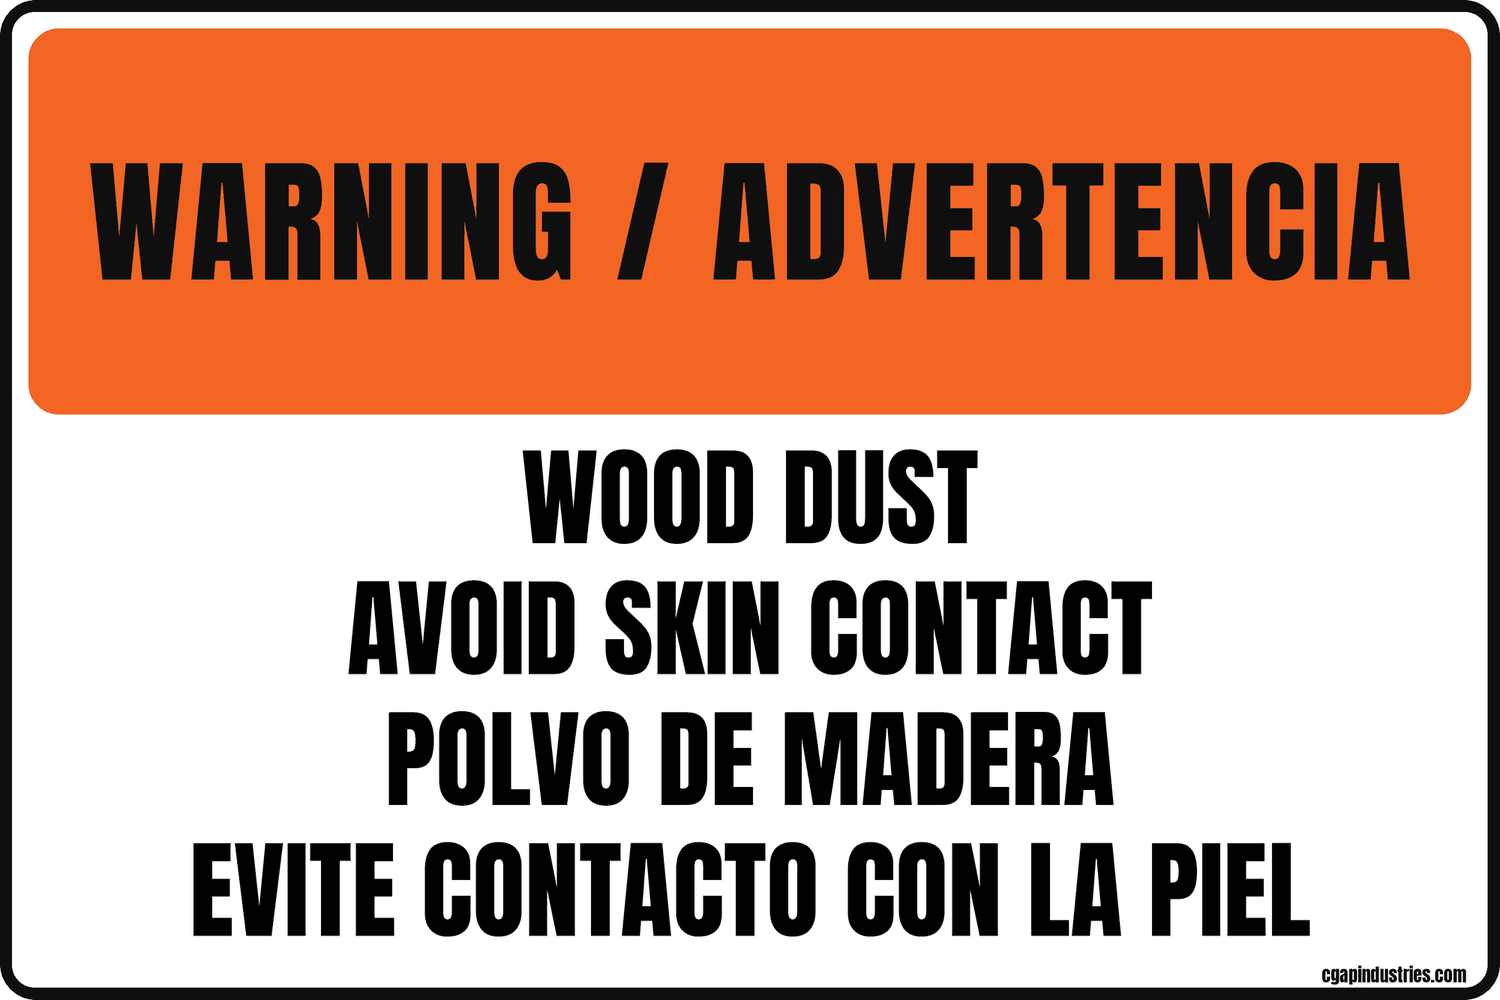 WARNING / ADVERTENCIA
WOOD DUST
AVOID SKIN CONTACT
POLVO DE MADERA
EVITE CONTACTO CON LA PIEL
cgapindustries.com